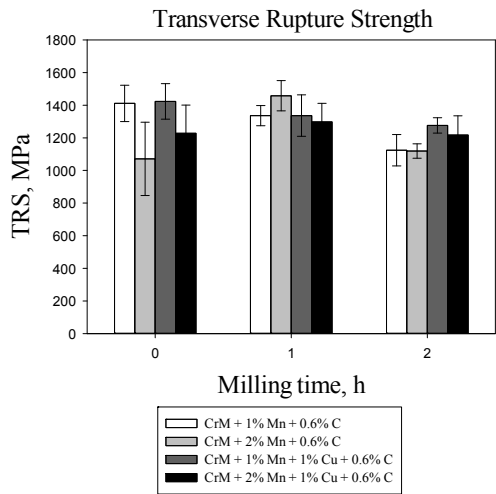 Transverse Rupture Strength
1800
1600
1400
1200
1000
800
600
400
200
0
TRS, MPa
0 1 2
Milling time, h
CrM + 1% Mn + 0.6% C
CrM + 2% Mn + 0.6% C
CrM + 1% Mn + 1% Cu + 0.6% C
CrM + 2% Mn + 1% Cu + 0.6% C